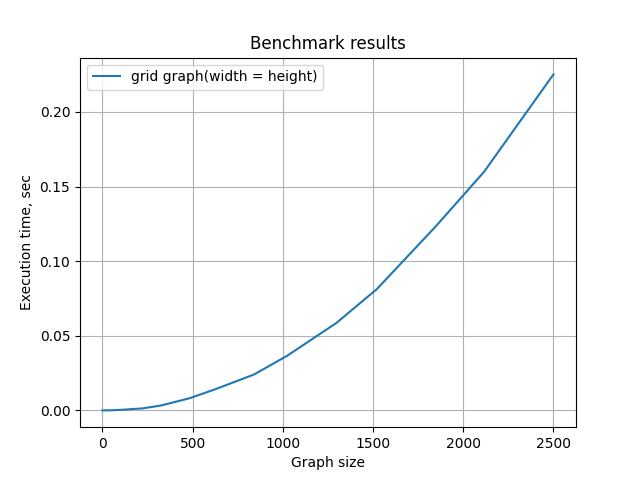 Benchmark results
grid graph(width = height)
Execution time, sec
0.20
0.15
0.10
0.05
0.00
0 500 1000 1500 2000 2500
Graph size